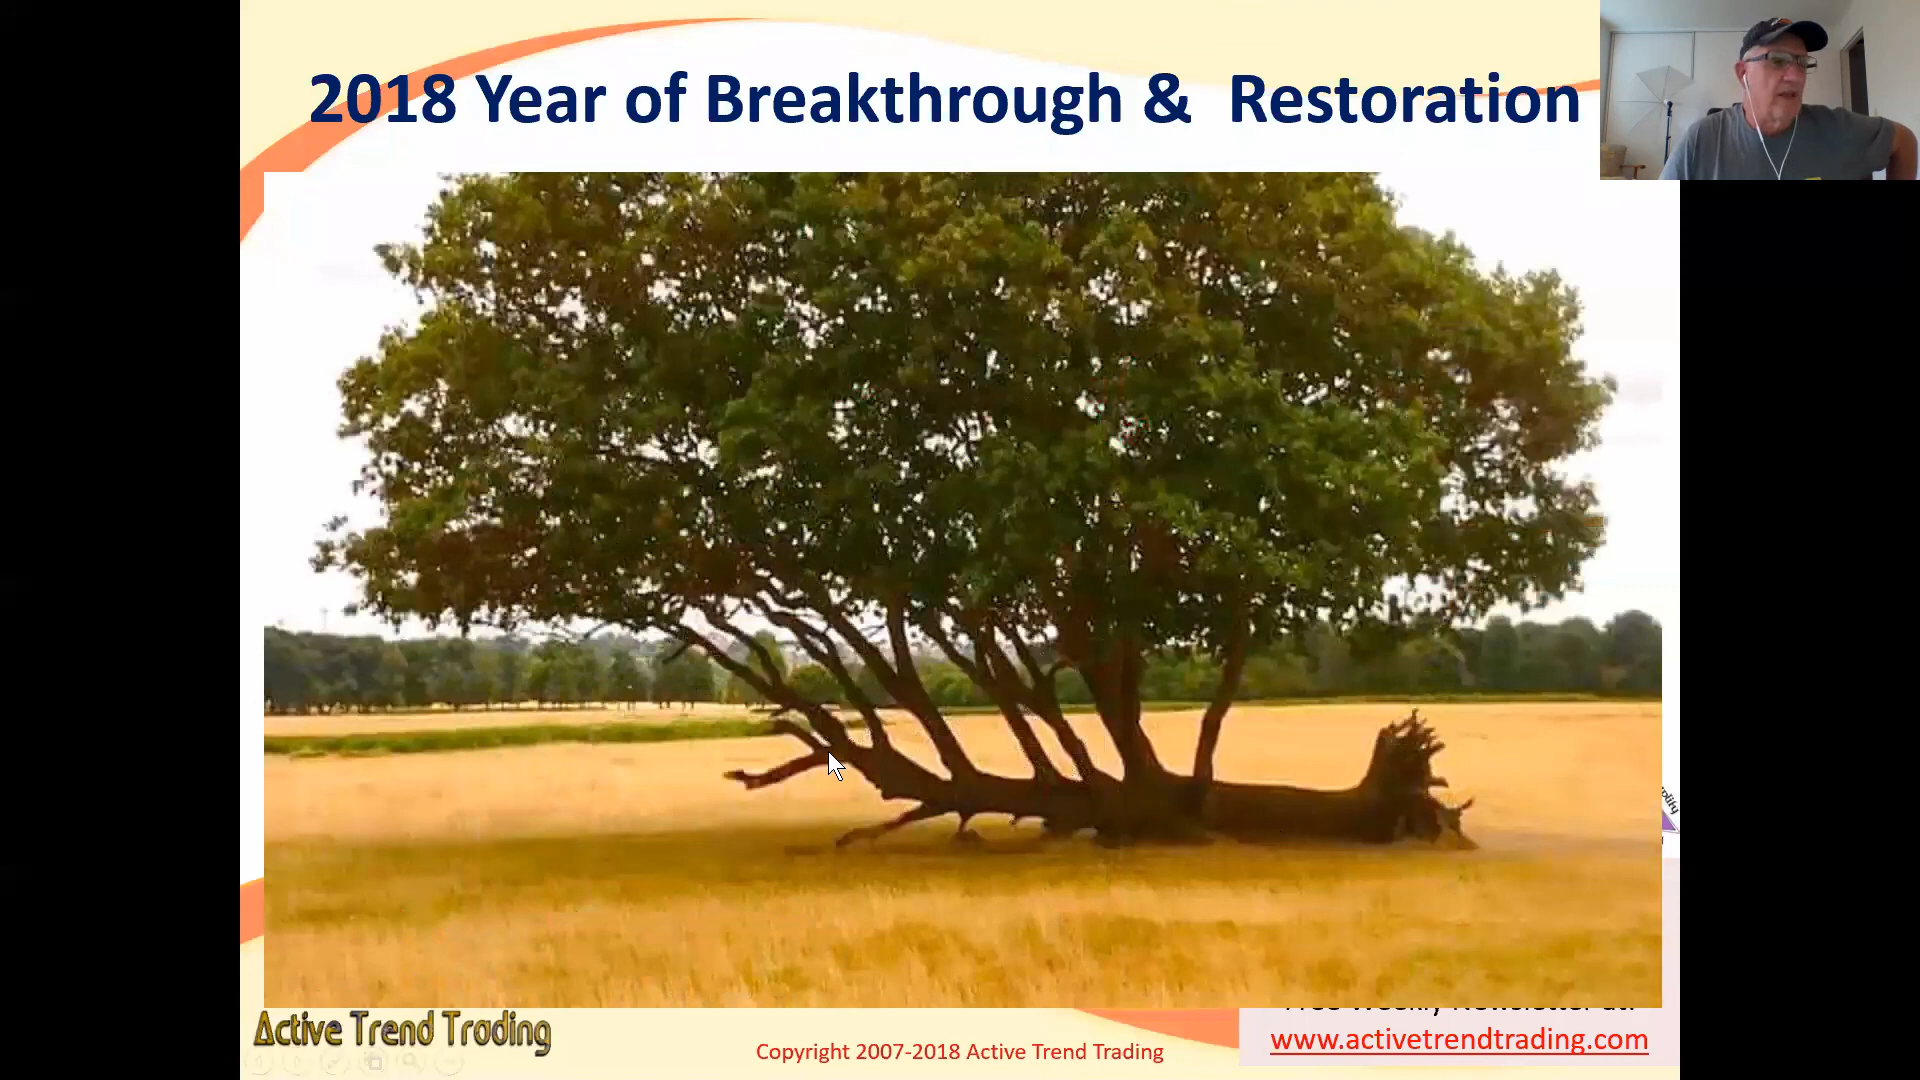 2018 Year of Breakthrough & Restoration
Active Trend Trading
Copyright 2007-2018 Active Trend Trading
www.activetrendtrading.com